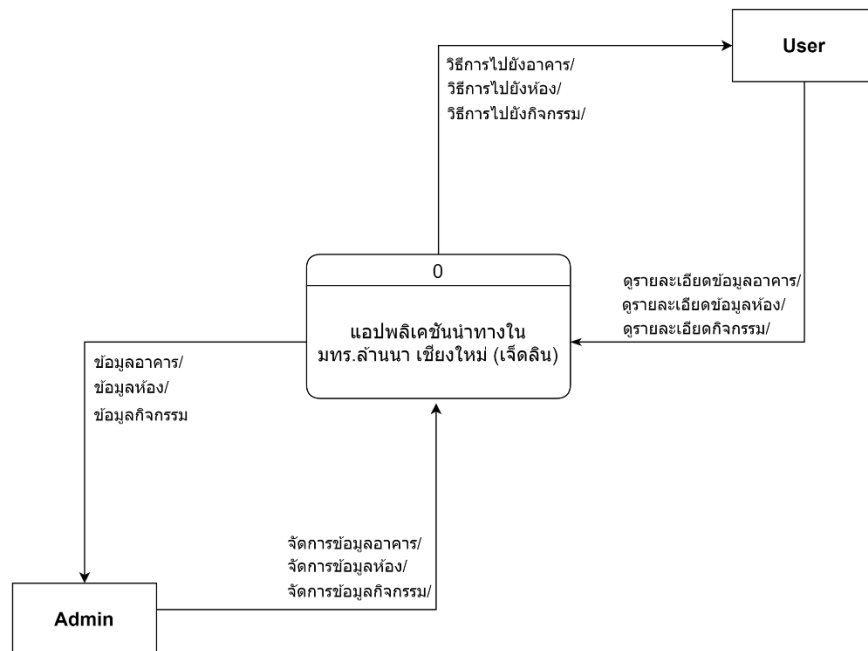 User
วิธีการไปยังอาคาร/
วิธีการไปยังห้อง/
วิธีการไปยังกิจกรรม/
0
แอปพลิเคชันนำทางใน
มทร.ล้านนา เชียงใหม่ (เจ็ดลิน)
ดูรายละเอียดข้อมูลอาคาร/
ดูรายละเอียดข้อมูลห้อง/
ดูรายละเอียดกิจกรรม/
ข้อมูลอาคาร/
ข้อมูลห้อง/
ข้อมูลกิจกรรม
จัดการข้อมูลอาคาร/
จัดการข้อมูลห้อง/
จัดการข้อมูลกิจกรรม/
Admin